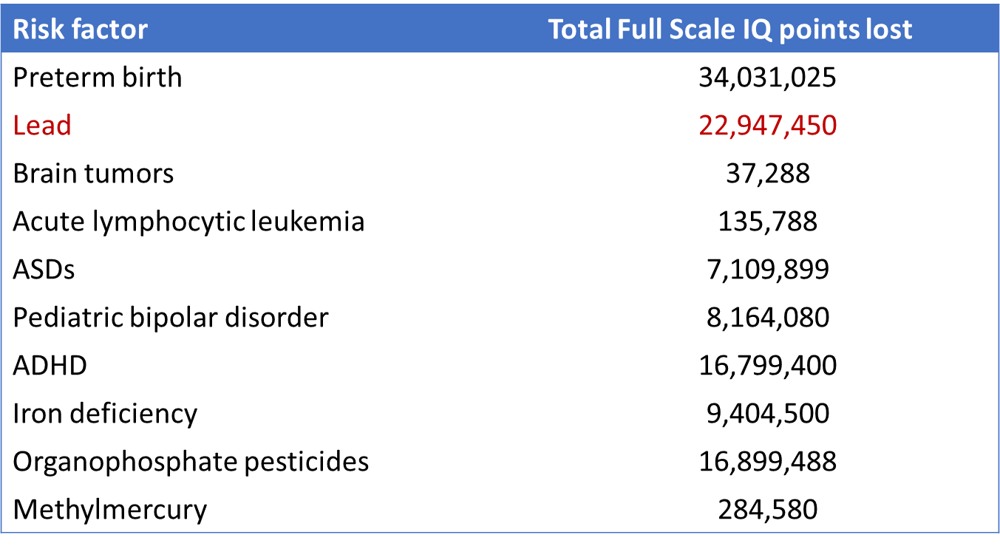 Risk factor Total Full Scale IQ points lost
Preterm birth 34,031,025
Lead 22,947,450
Brain tumors 37,288
Acute lymphocytic leukemia 135,788
ASDs 7,109,899
Pediatric bipolar disorder 8,164,080
ADHD 16,799,400
Iron deficiency 9,404,500
Organophosphate pesticides 16,899,488
Methylmercury 284,580